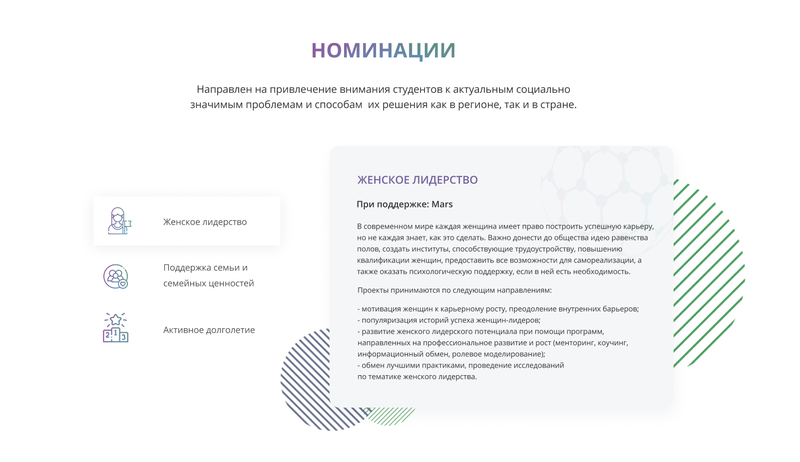 НОМИНАЦИИ
Направлен на привлечение внимания студентов к актуальным социально
значимым проблемам и способам их решения как в регионе, так и в стране.
Женское лидерство
Поддержка семьи и
семейных ценностей
1 2 3
Активное долголетие
ЖЕНСКОЕ ЛИДЕРСТВО
При поддержке: Mars
В современном мире каждая женщина имеет право построить успешную карьеру,
но не каждая знает, как это сделать. Важно донести до общества идею равенства
полов, создать институты, способствующие трудоустройству, повышению
квалификации женщин, предоставить все возможности для самореализации, а
также оказать психологическую поддержку, если в ней есть необходимость.
Проекты принимаются по следующим направлениям:
- мотивация женщин к карьерному росту, преодоление внутренних барьеров;
- популяризация историй успеха женщин-лидеров;
- развитие женского лидерского потенциала при помощи программ,
направленных на профессиональное развитие и рост (менторинг, коучинг,
информационный обмен, ролевое моделирование);
- обмен лучшими практиками, проведение исследований
по тематике женского лидерства.